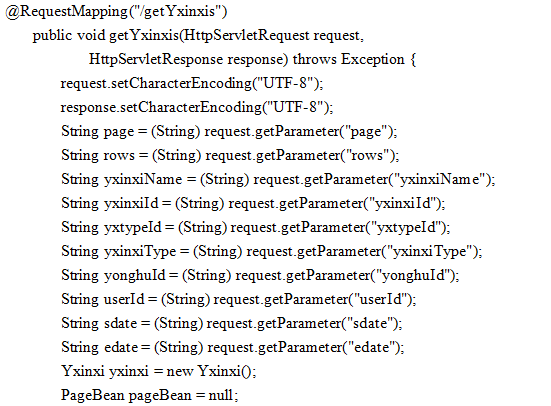 @RequestMapping("/getYxinxis")
public void getYxinxis(HttpServletRequest request,
HttpServletResponse response) throws Exception {
request.setCharacterEncoding("UTF-8");
response.setCharacterEncoding("UTF-8");
String page = (String) request.getParameter("page");
String rows = (String) request.getParameter("rows");
String yxinxiName = (String) request.getParameter("yxinxiName");
String yxinxiId = (String) request.getParameter("yxinxiId");
String yxtypeId = (String) request.getParameter("yxtypeId");
String yxinxiType = (String) request.getParameter("yxinxiType");
String yonghuId = (String) request.getParameter("yonghuId");
String userId = (String) request.getParameter("userId");
String sdate = (String) request.getParameter("sdate");
String edate = (String) request.getParameter("edate");
Yxinxi yxinxi = new Yxinxi();
PageBean pageBean = null;